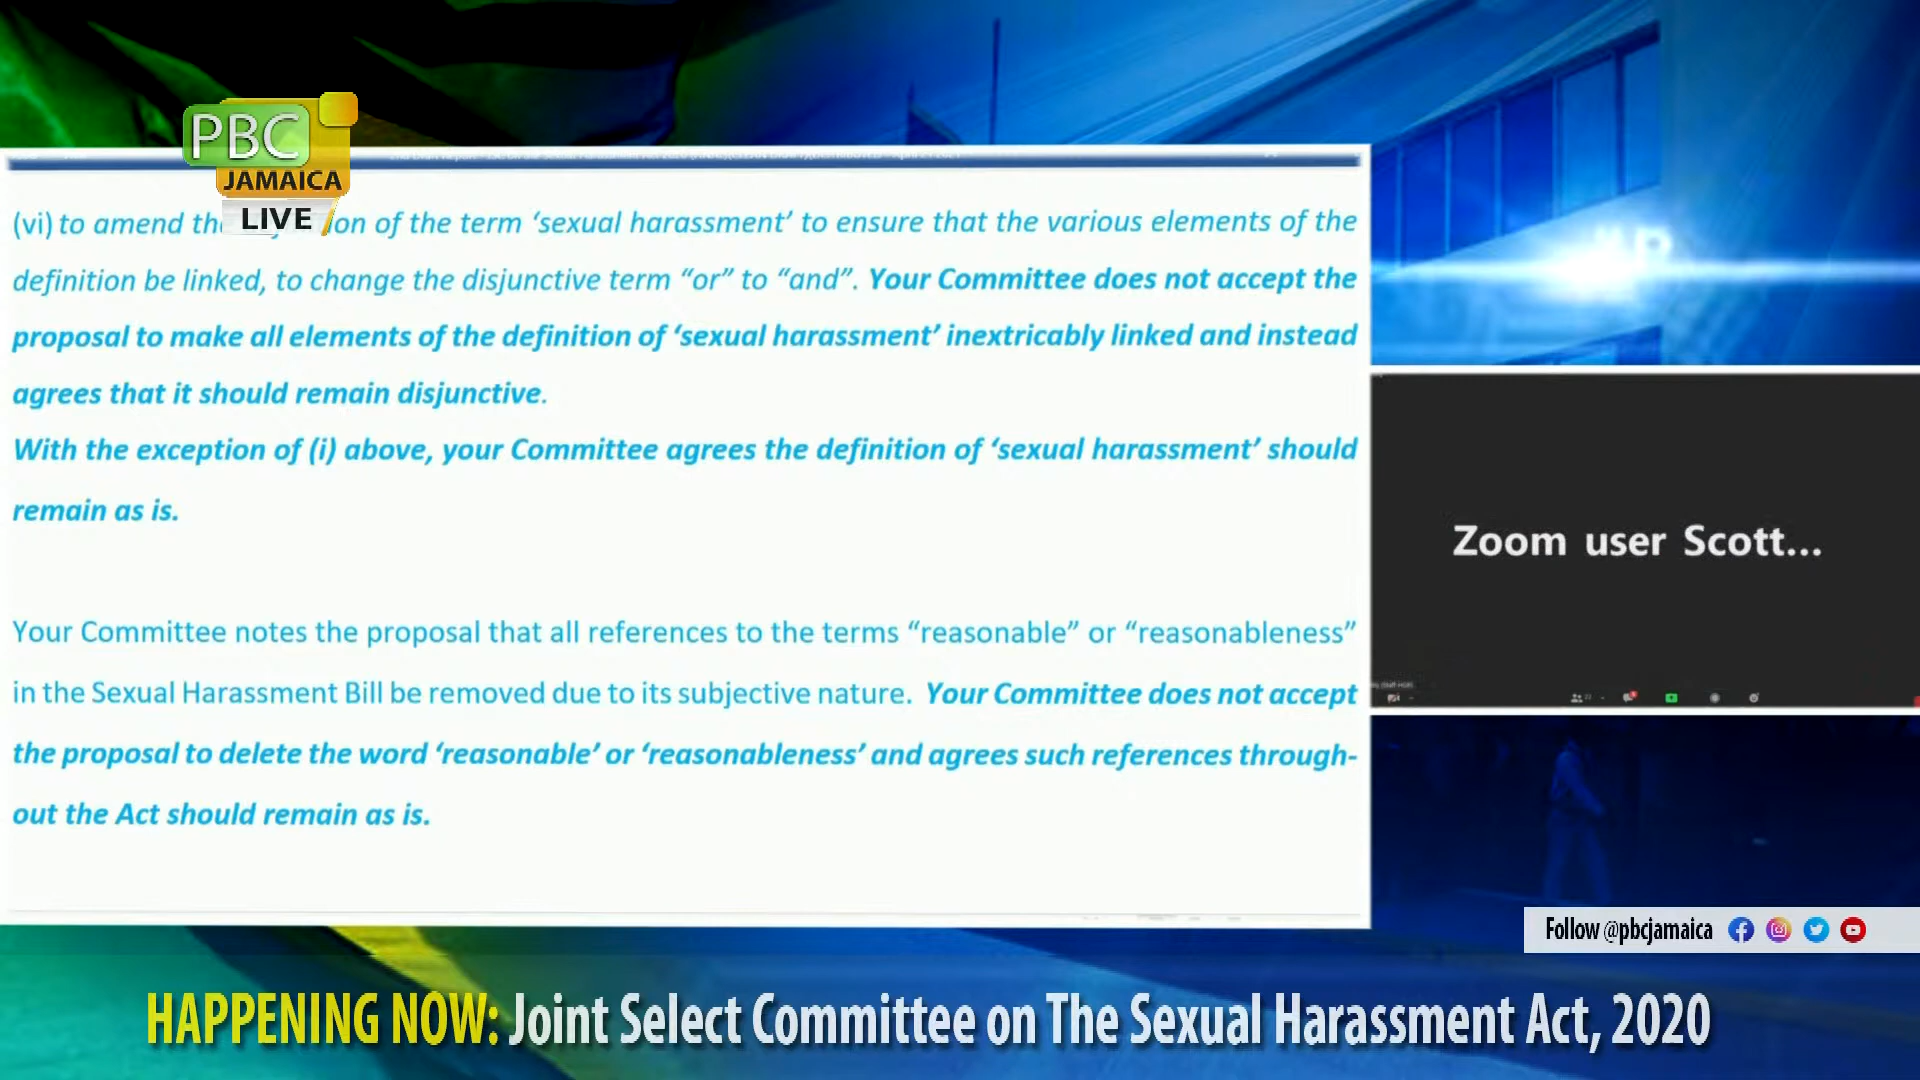 PBC
JAMAICA
LIVE
(vi) to amend th on of the term ‘sexual harassment’ to ensure that the various elements of the
definition be linked, to change the disjunctive term “or” to “and”. Your Committee does not accept the
proposal to make all elements of the definition of ‘sexual harassment’ inextricably linked and instead
agrees that it should remain disjunctive.
With the exception of (i) above, your Committee agrees the definition of ‘sexual harassment’ should
remain as is.
Your Committee notes the proposal that all references to the terms “reasonable” or “reasonableness”
in the Sexual Harassment Bill be removed due to its subjective nature. Your Committee does not accept
the proposal to delete the word ‘reasonable’ or ‘reasonableness’ and agrees such references through-
out the Act should remain as is.
Zoom user Scott...
Follow @pbcjamaica
HAPPENING NOW: Joint Select Committee on The Sexual Harassment Act, 2020